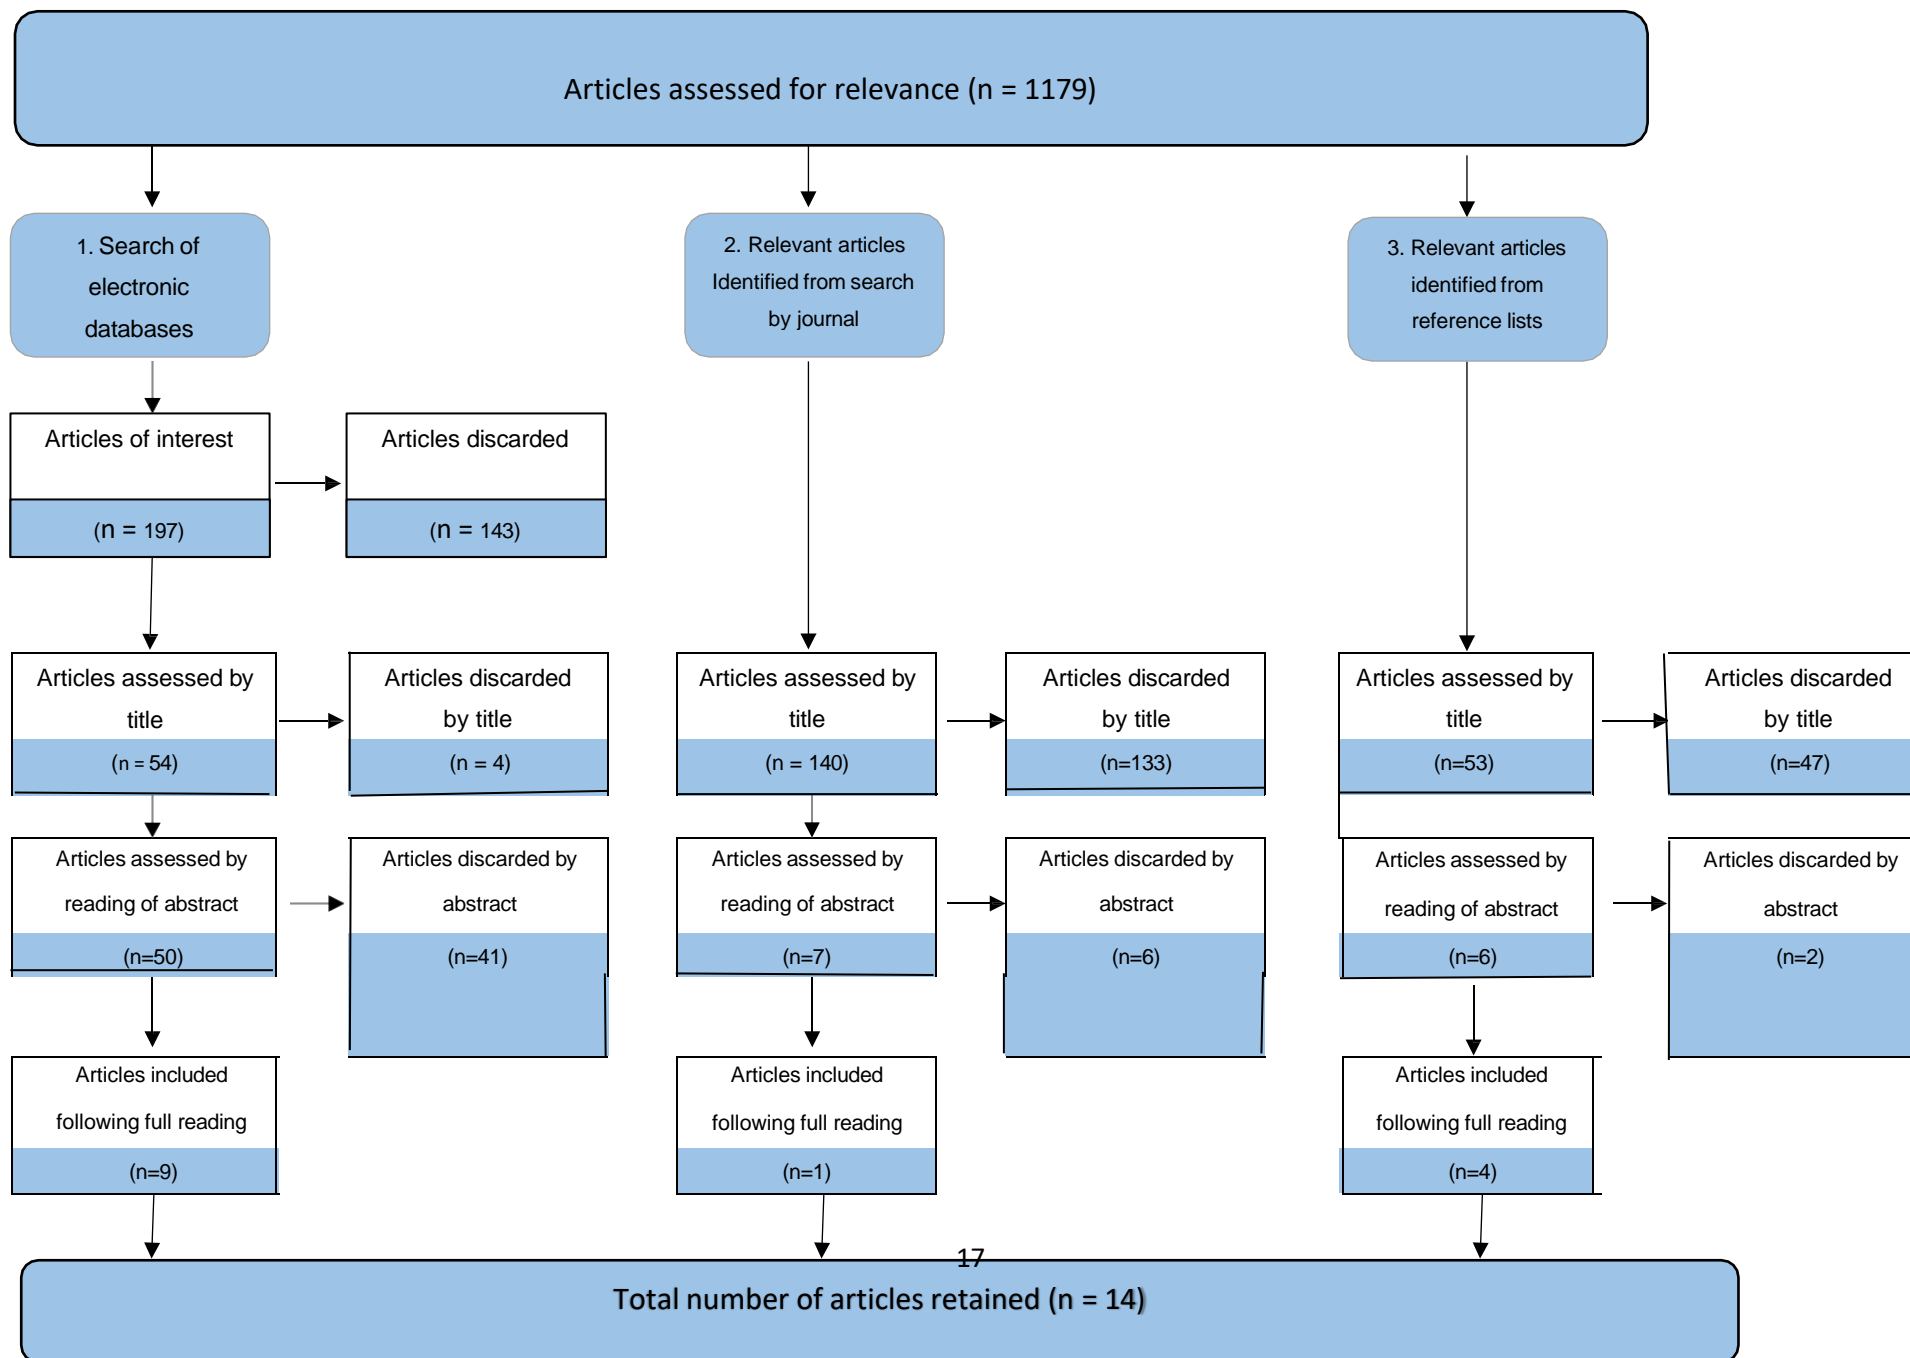 Articles assessed for relevance (n = 1179)
1. Search of
electronic
databases
2. Relevant articles
Identified from search
by journal
3. Relevant articles
identified from
reference lists
Articles of interest
(n = 197)
Articles discarded
(n = 143)
Articles assessed by
title
(n = 54)
Articles discarded
by title
(n = 4)
Articles assessed by
title
(n = 140)
Articles discarded
by title
(n=133)
Articles assessed by
title
(n=53)
Articles discarded
by title
(n=47)
Articles assessed by
reading of abstract
(n=50)
Articles discarded by
abstract
(n=41)
Articles assessed by
reading of abstract
(n=7)
Articles discarded by
abstract
(n=6)
Articles assessed by
reading of abstract
(n=6)
Articles discarded by
abstract
(n=2)
Articles included
following full reading
(n=9)
Articles included
following full reading
(n=1)
Articles included
following full reading
(n=4)
17
Total number of articles retained (n = 14)